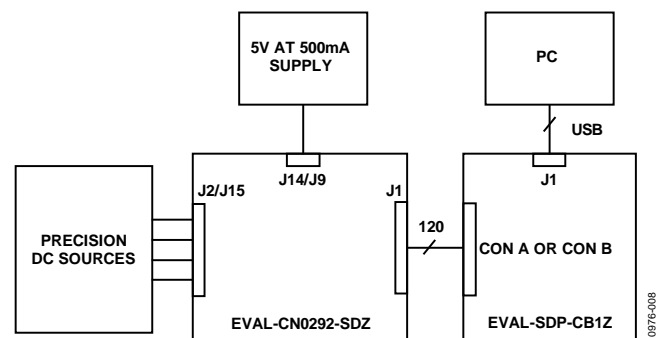 5V AT 500mA
SUPPLY
PC
USB
J2/J15
J14/J9
J1
J1
PRECISION
DC SOURCES
120
CON A OR CON B
EVAL-CN0292-SDZ
EVAL-SDP-CB1Z
0976-008